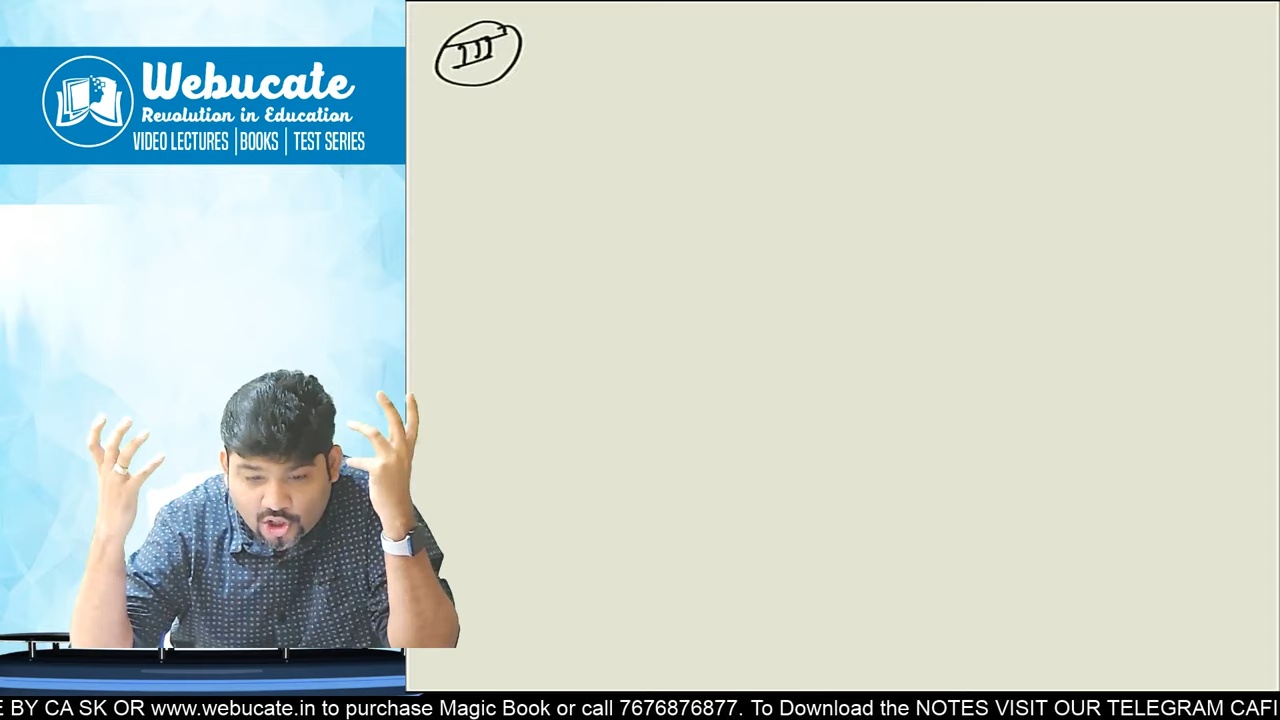 Webucate
Revolution in Education
VIDEO LECTURES | BOOKS | TEST SERIES
III
E BY CA SK OR www.webucate.in to purchase Magic Book or call 7676876877. To Download the NOTES VISIT OUR TELEGRAM CAFI